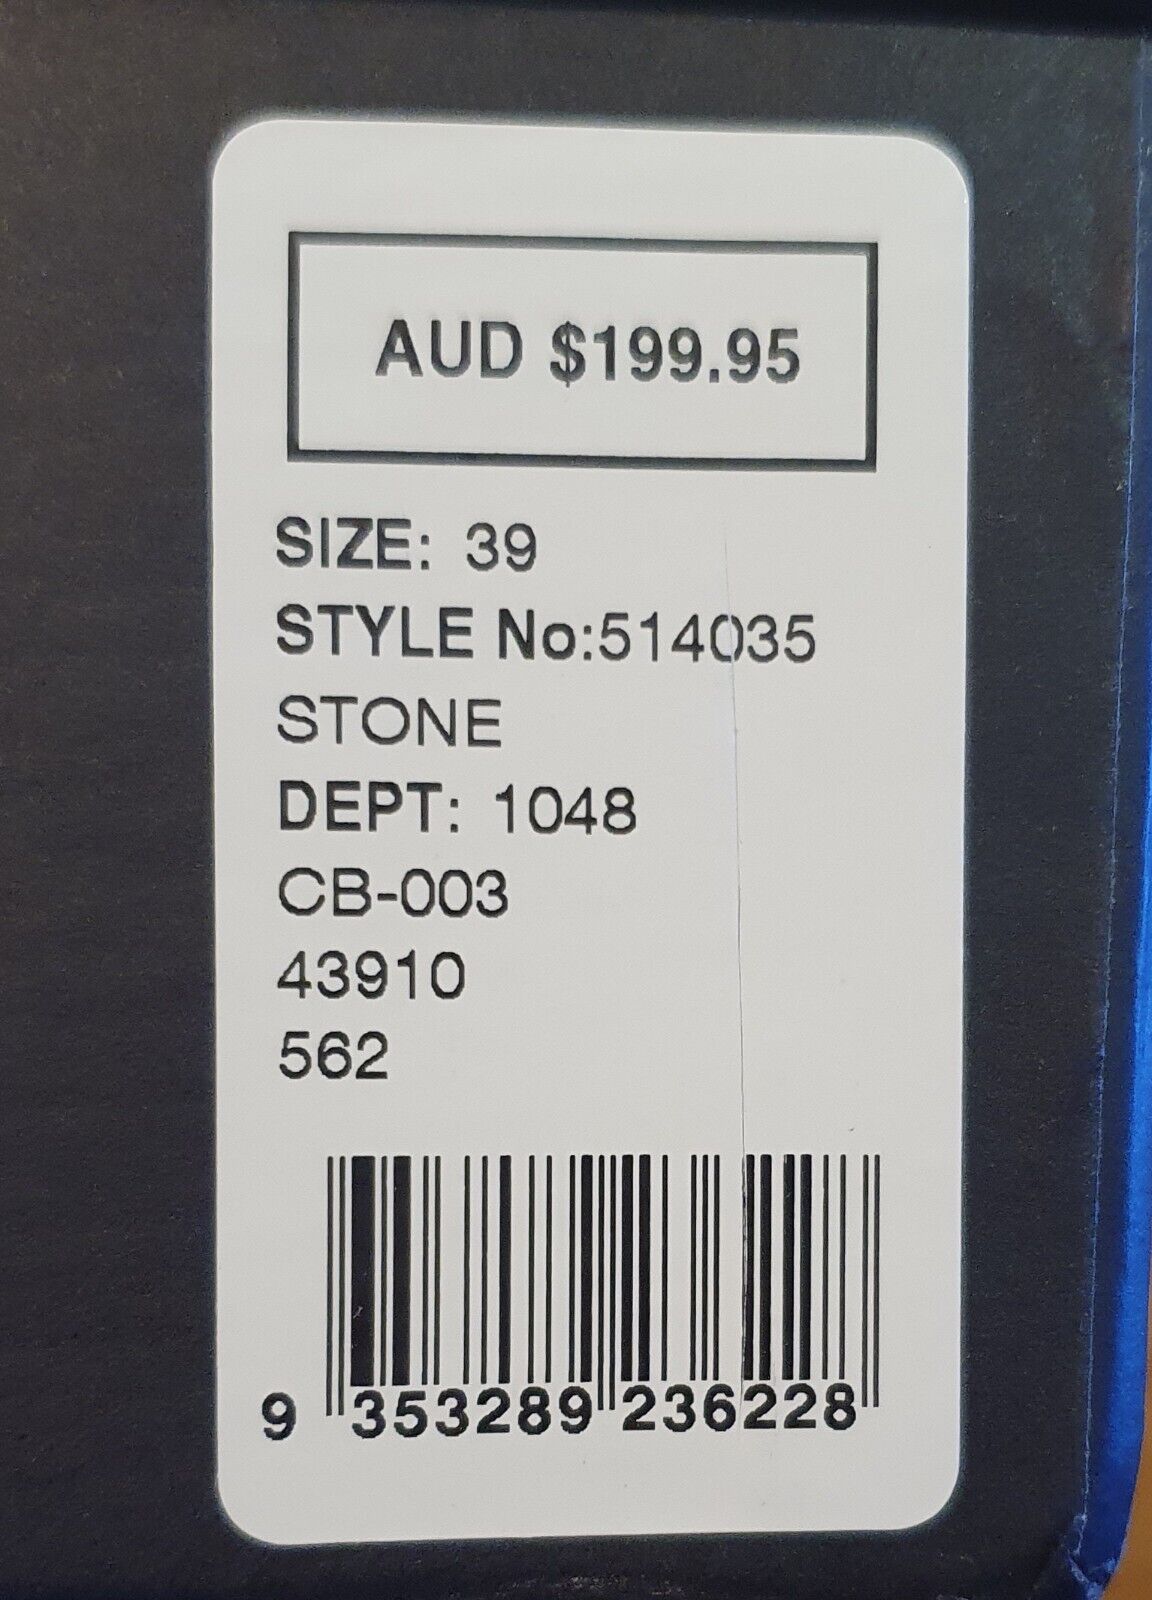 AUD $199.95
SIZE: 39
STYLE No:514035
STONE
DEPT: 1048
CB-003
43910
562
9 353289 236228